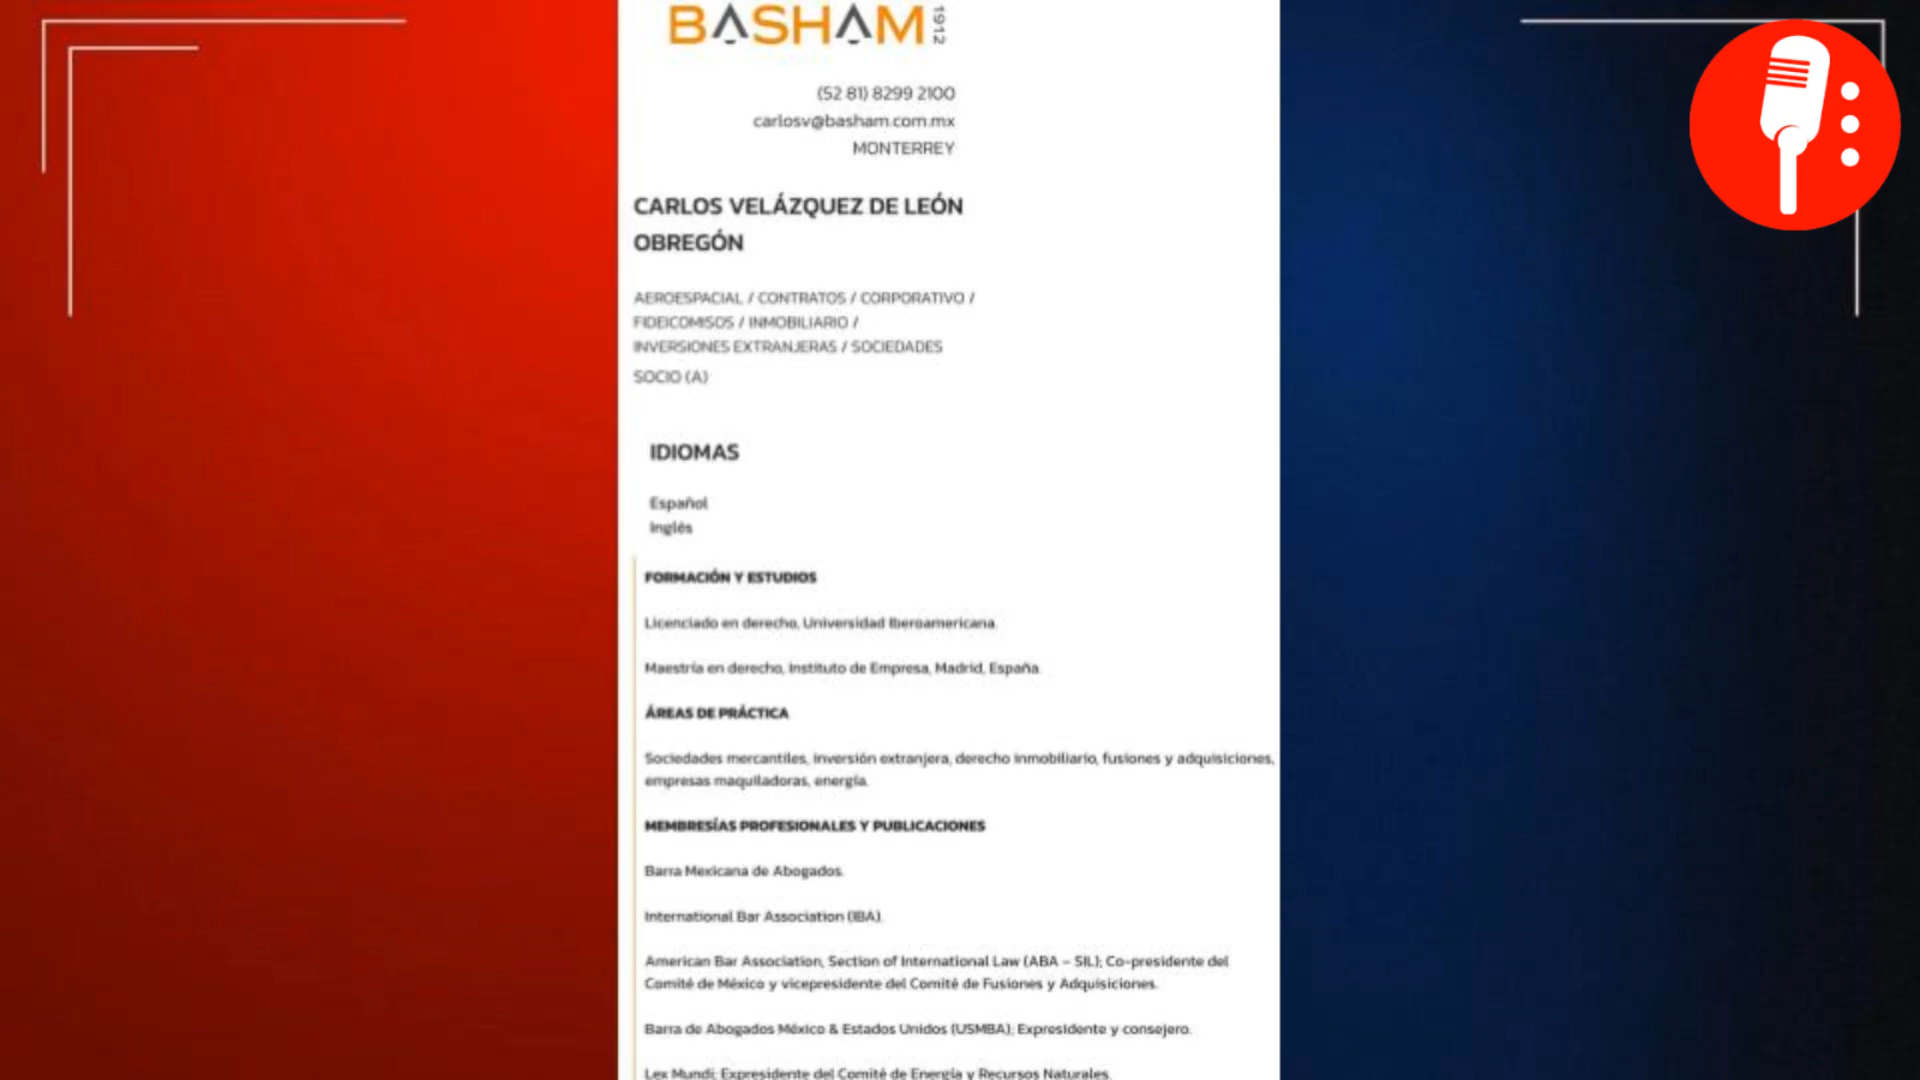 BASHAM 1912
(52 81) 8299 2100
carlosv@basham.com.mx
MONTERREY
CARLOS VELÁZQUEZ DE LEÓN
OBREGÓN
AEROESPACIAL / CONTRATOS / CORPORATIVO /
FIDEICOMISOS / INMOBILIARIO /
INVERSIONES EXTRANJERAS / SOCIEDADES
SOCIO (A)
IDIOMAS
Español
Inglés
FORMACIÓN Y ESTUDIOS
Licenciado en derecho, Universidad Iberoamericana.
Maestría en derecho, Instituto de Empresa, Madrid, España.
ÁREAS DE PRÁCTICA
Sociedades mercantiles, inversión extranjera, derecho inmobiliario, fusiones y adquisiciones,
empresas maquiladoras, energía.
MEMBRESÍAS PROFESIONALES Y PUBLICACIONES
Barra Mexicana de Abogados.
International Bar Association (IBA).
American Bar Association, Section of International Law (ABA – SIL); Co-presidente del
Comité de México y vicepresidente del Comité de Fusiones y Adquisiciones.
Barra de Abogados México & Estados Unidos (USMBA); Expresidente y consejero.
Lex Mundi; Expresidente del Comité de Energía y Recursos Naturales.